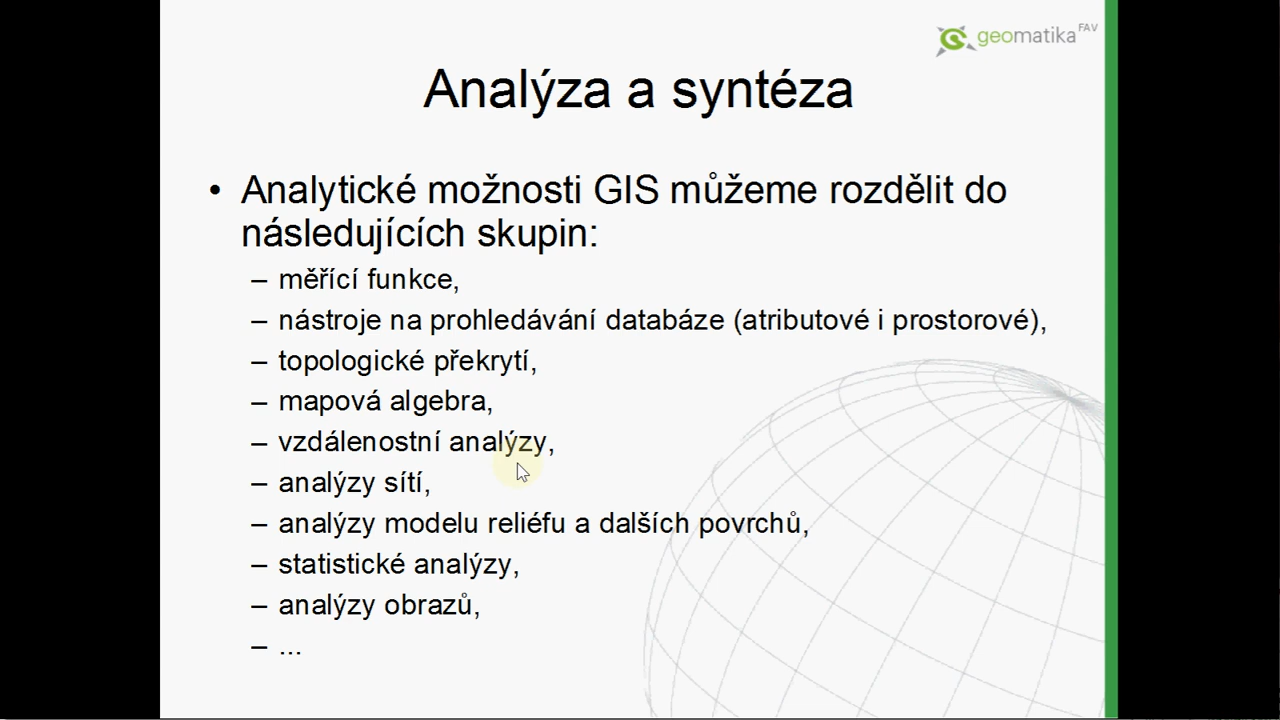 geomatika FAV
Analýza a syntéza
• Analytické možnosti GIS můžeme rozdělit do
následujících skupin:
– měřící funkce,
– nástroje na prohledávání databáze (atributové i prostorové),
– topologické překrytí,
– mapová algebra,
– vzdálenostní analýzy,
– analýzy sítí,
– analýzy modelu reliéfu a dalších povrchů,
– statistické analýzy,
– analýzy obrazů,
– ...